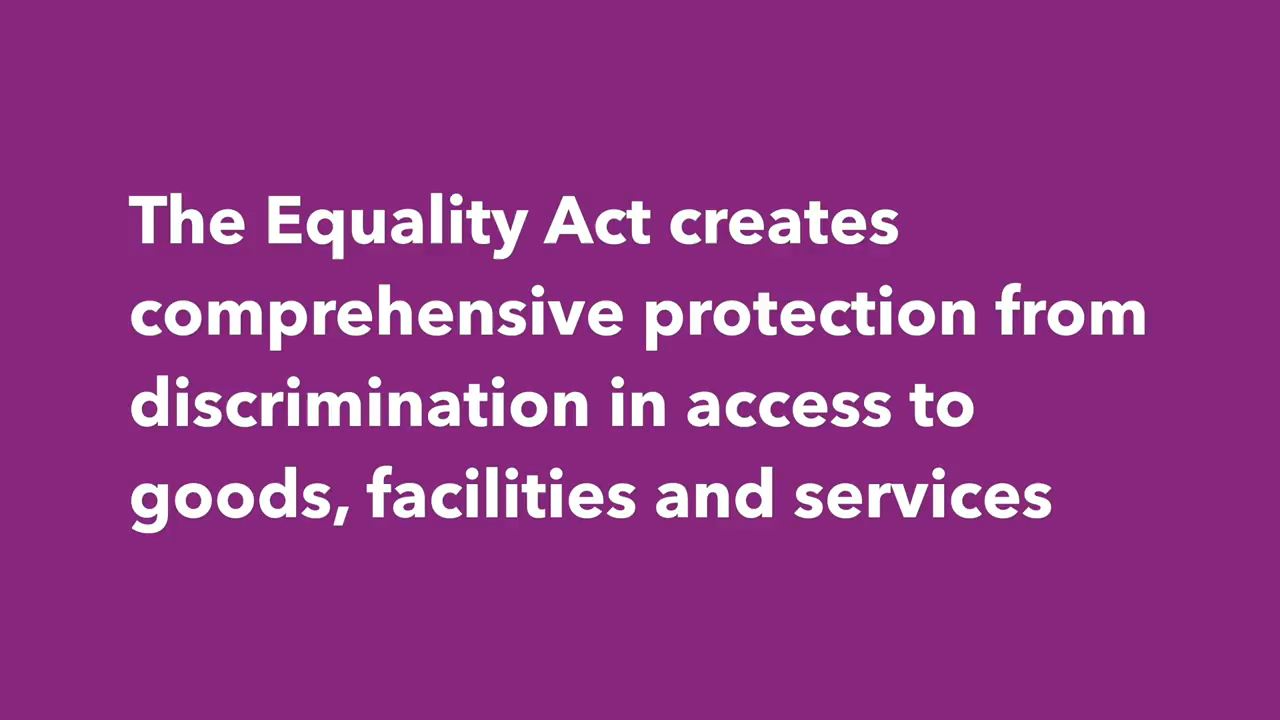 The Equality Act creates
comprehensive protection from
discrimination in access to
goods, facilities and services